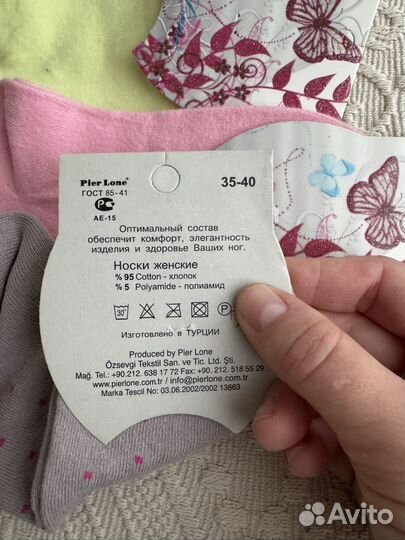 Pier Lone®
35-40
ГОСТ 85-41
РС
АЕ-15
Оптимальный состав
обеспечит комфорт, элегантность
изделия и здоровье Ваших ног.
Носки женские
% 95 Cotton - хлопок
% 5 Polyamide - полиамид
30°
Изготовлено в ТУРЦИИ
Produced by Pier Lone
Özsevgi Tekstil San. ve Tic. Ltd. Şti.
Mağ. Tel.: +90.212. 638 17 72 Fax: +90.212. 518 55 29
www.pierlone.com / info@pierlone.com.tr
Marka Tescil No: 03.06.2002/2002 13663
Avito